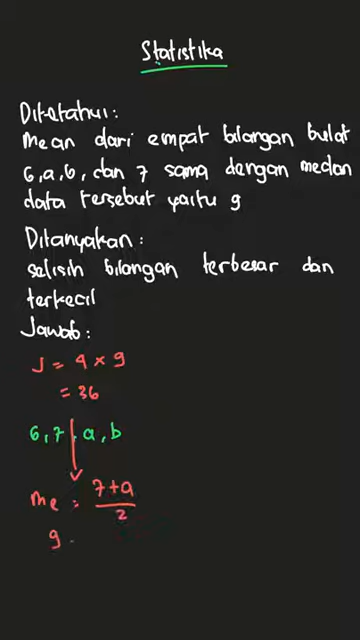 Statistika
Diketahui:
mean dari empat bilangan bulat
6, a, b, dan 7 sama dengan median
data tersebut yaitu 9
Ditanyakan:
selisih bilangan terbesar dan
terkecil
Jawab:
J = 4 × 9
= 36
6, 7, a, b
me = 7+a
2
9